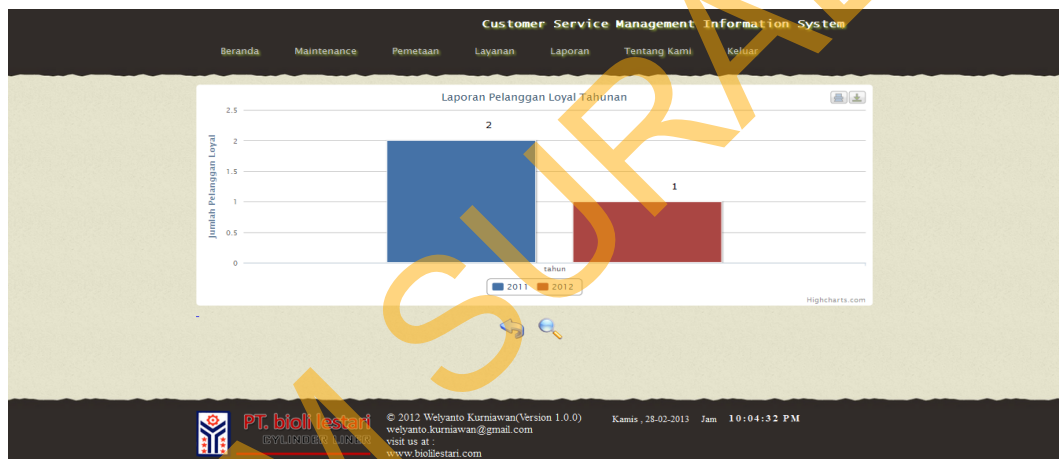 Customer Service Management Information System
Beranda Maintenance Pemetaan Layanan Laporan Tentang Kami Keluar
Laporan Pelanggan Loyal Tahunan
Jumlah Pelanggan Loyal
2.5
2
1.5
1
0.5
0
2
1
tahun
2011 2012
Highcharts.com
PT. bioli lestari
CYLINDER LINER
© 2012 Welyanto Kurniawan(Version 1.0.0)
welyanto.kurniawan@gmail.com
visit us at :
www.biolilestari.com
Kamis , 28-02-2013 Jam 10:04:32 PM